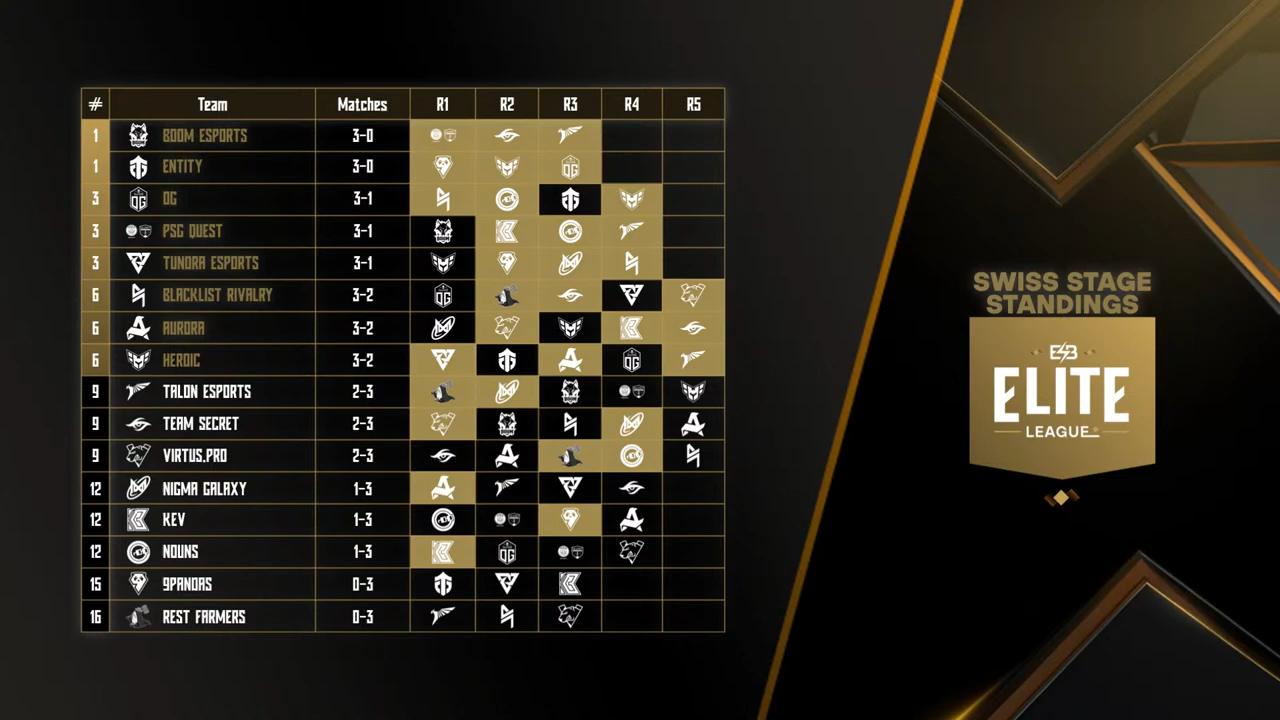 # Team Matches R1 R2 R3 R4 R5
1 BOOM ESPORTS 3-0
1 ENTITY 3-0
3 OG 3-1
3 PSG QUEST 3-1
3 TUNDRA ESPORTS 3-1
6 BLACKLIST RIVALRY 3-2
6 AURORA 3-2
6 HEROIC 3-2
9 TALON ESPORTS 2-3
9 TEAM SECRET 2-3
9 VIRTUS.PRO 2-3
12 NIGMA GALAXY 1-3
12 KEV 1-3
12 NOUNS 1-3
15 9PANDAS 0-3
16 REST FARMERS 0-3
SWISS STAGE
STANDINGS
ESB
ELITE
LEAGUE